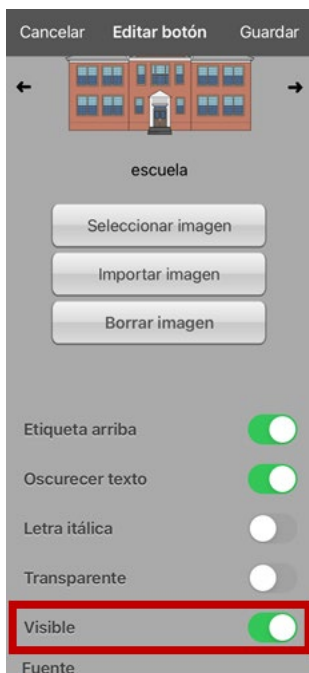 Cancelar Editar botón Guardar
escuela
Seleccionar imagen
Importar imagen
Borrar imagen
Etiqueta arriba
Oscurecer texto
Letra itálica
Transparente
Visible
Fuente